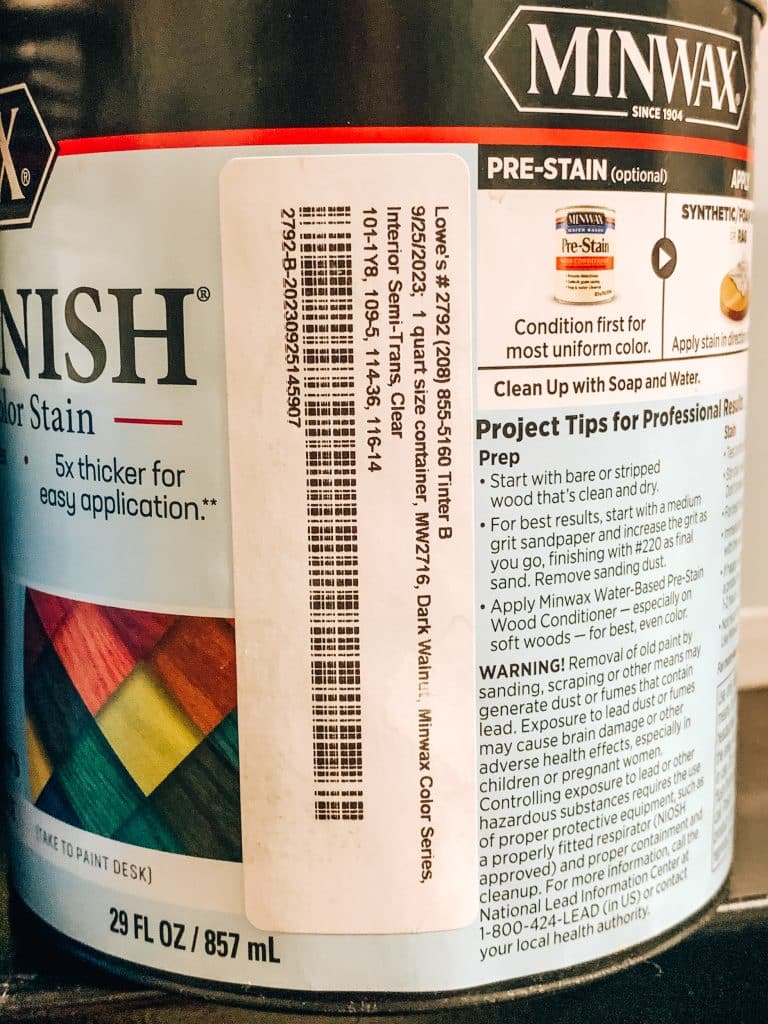 X®
NISH®
Color Stain
• 5x thicker for
easy application.**
(TAKE TO PAINT DESK)
29 FL OZ / 857 mL
Lowe's # 2792 (208) 855-5160 Tinter B
9/25/2023; 1 quart size container, MW2716, Dark Walnut, Minwax Color Series,
Interior Semi-Trans, Clear
101-1Y8, 109-5, 114-36, 116-14
2792-B-20230925145907
MINWAX®
SINCE 1904
PRE-STAIN (optional)
MINWAX
Pre-Stain
Condition first for
most uniform color.
SYNTHETIC/
RAG
Apply stain in
Clean Up with Soap and Water.
Project Tips for Professional Results
Prep
• Start with bare or stripped
wood that's clean and dry.
• For best results, start with a medium
grit sandpaper and increase the grit as
you go, finishing with #220 as final
sand. Remove sanding dust.
• Apply Minwax Water-Based Pre-Stain
Wood Conditioner — especially on
soft woods — for best, even color.
WARNING! Removal of old paint by
sanding, scraping or other means may
generate dust or fumes that contain
lead. Exposure to lead dust or fumes
may cause brain damage or other
adverse health effects, especially in
children or pregnant women.
Controlling exposure to lead or other
hazardous substances requires the use
of proper protective equipment, such as
a properly fitted respirator (NIOSH
approved) and proper containment and
cleanup. For more information, call the
National Lead Information Center at
1-800-424-LEAD (in US) or contact
your local health authority.
Stain